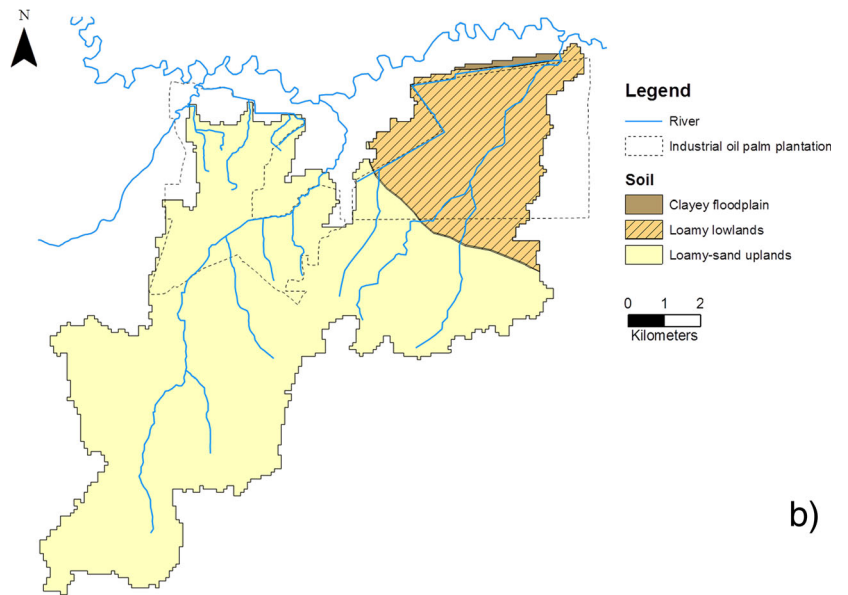 N
Legend
River
Industrial oil palm plantation
Soil
Clayey floodplain
Loamy lowlands
Loamy-sand uplands
0 1 2
Kilometers
b)